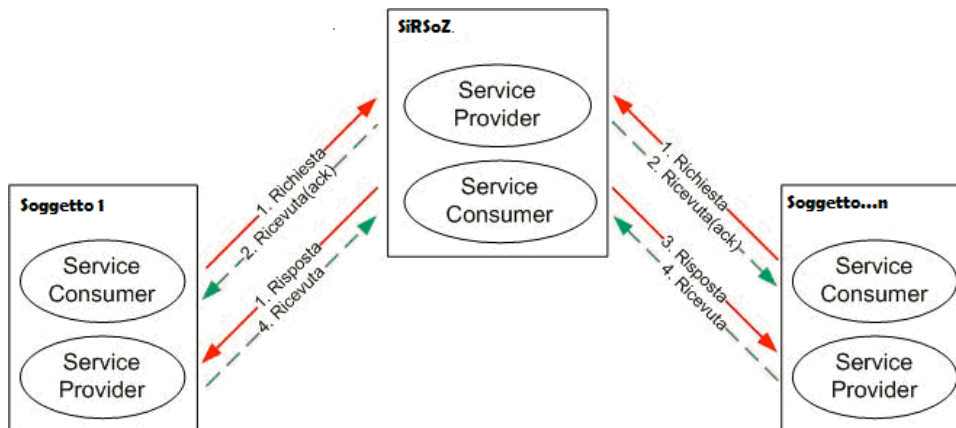 SiRSoZ.
Service
Provider
Service
Consumer
1. Richiesta
2. Ricevuta(ack)
1. Risposta
4. Ricevuta
1. Richiesta
2. Ricevuta(ack)
3. Risposta
4. Ricevuta
Soggetto 1
Service
Consumer
Service
Provider
Soggetto...n
Service
Consumer
Service
Provider